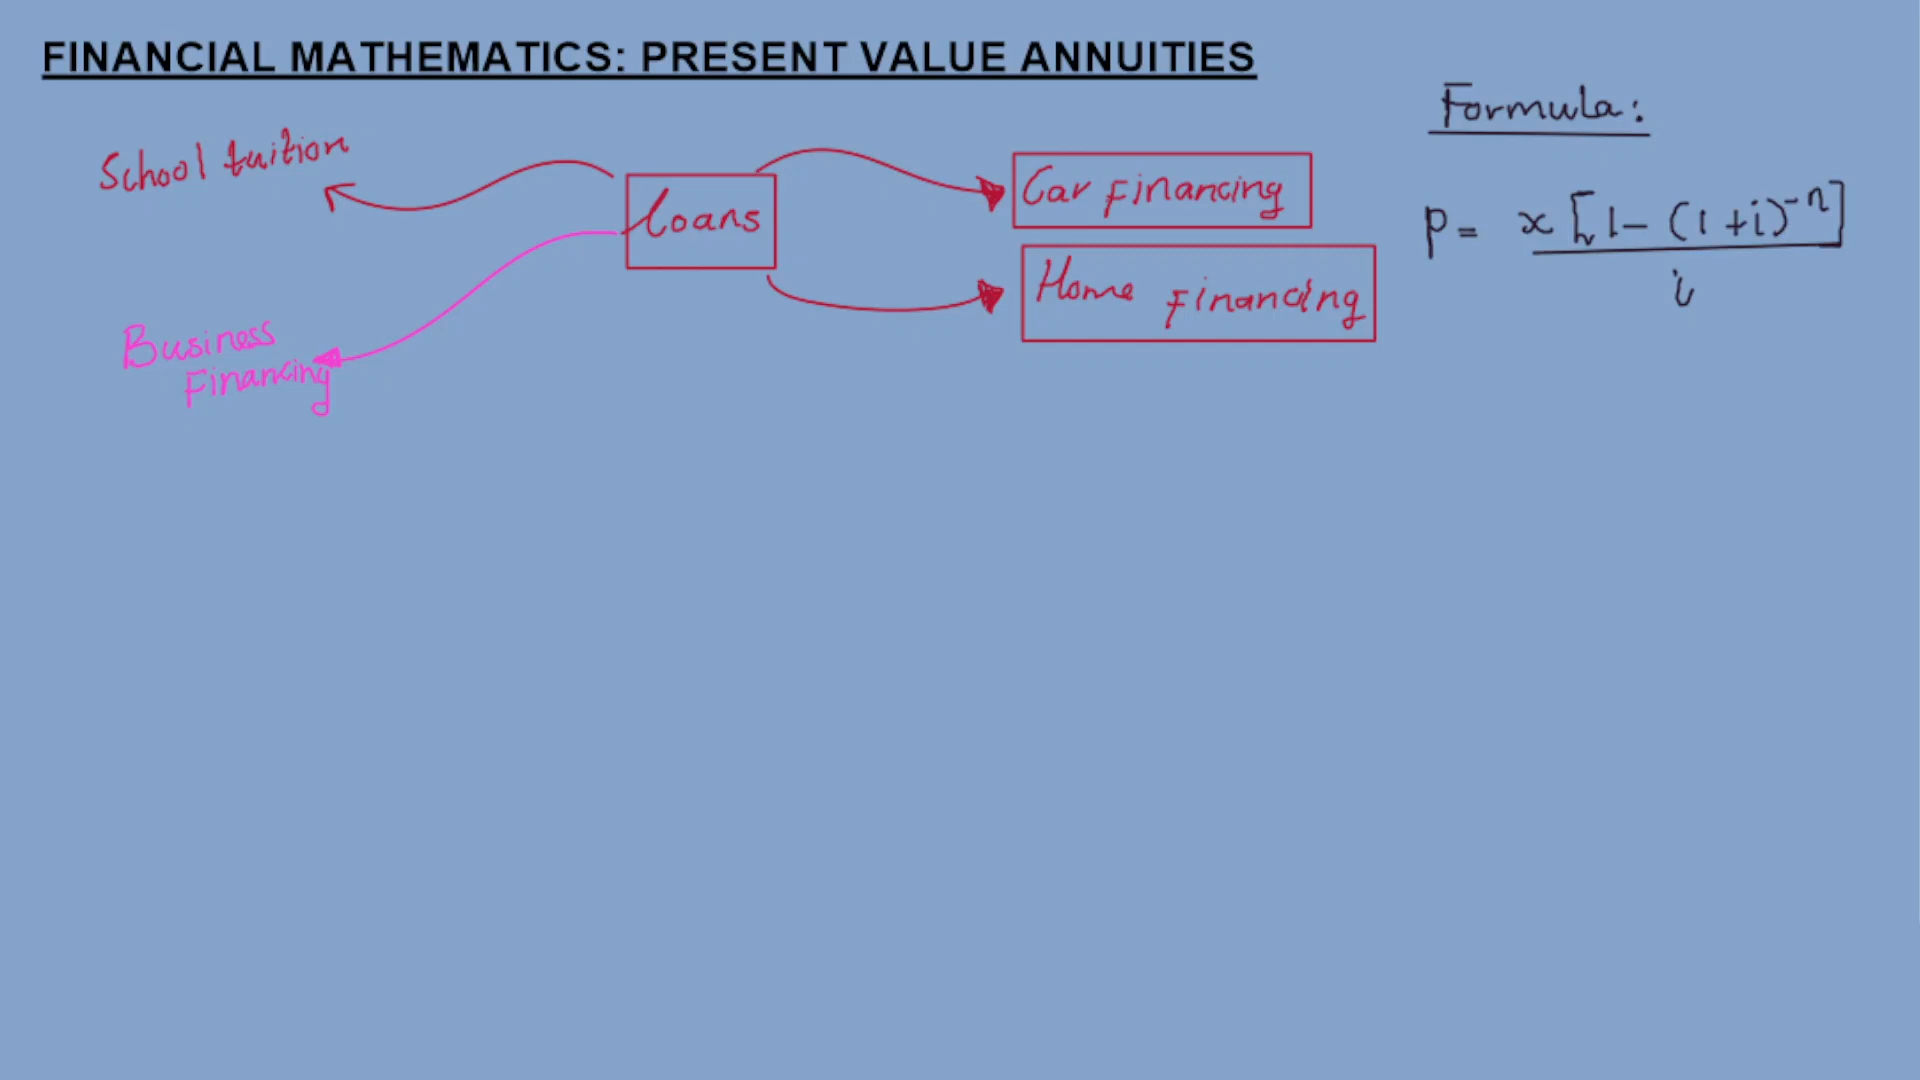 FINANCIAL MATHEMATICS: PRESENT VALUE ANNUITIES
School tuition
Loans
Car Financing
Home Financing
Business
Financing
Formula:
P = x [1 - (1 + i)^-n]
i